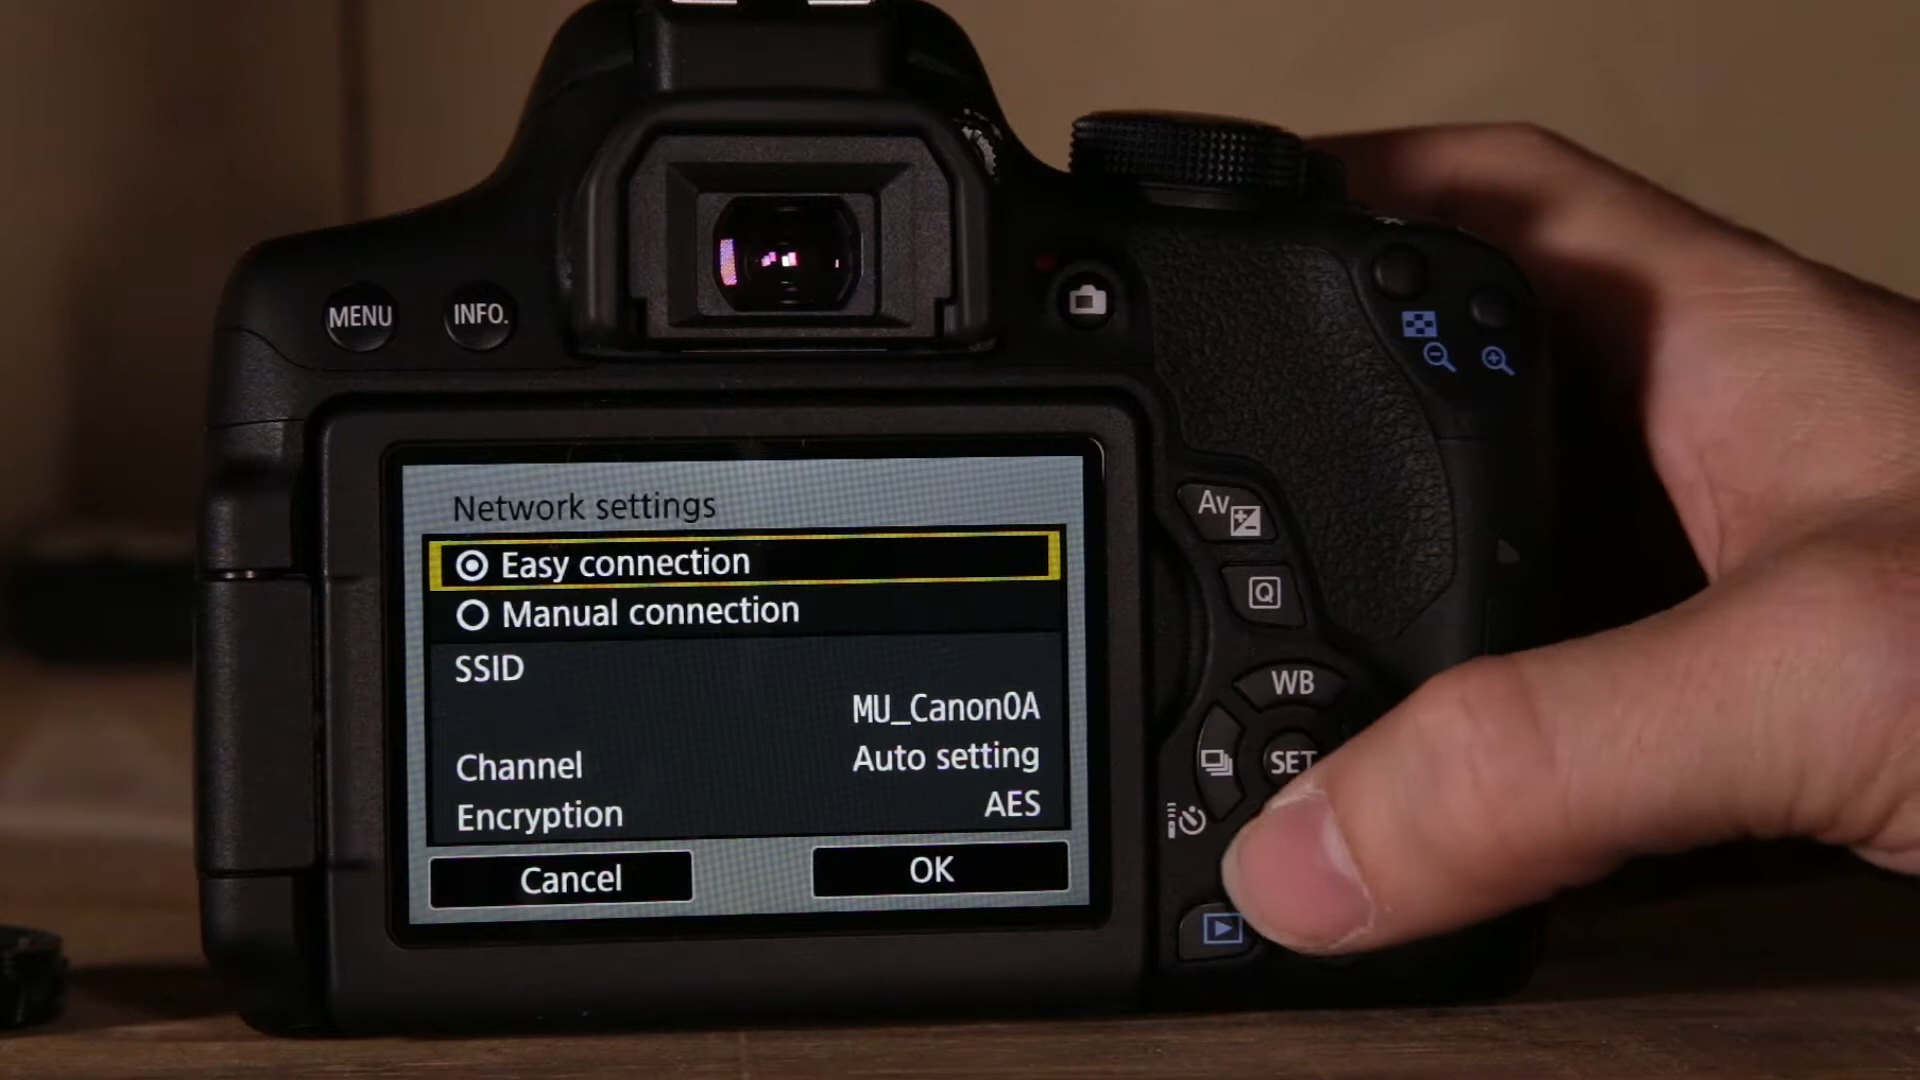 MENU
INFO.
Network settings
Easy connection
Manual connection
SSID
MU_Canon0A
Channel Auto setting
Encryption AES
Cancel OK
Av
Q
WB
SET